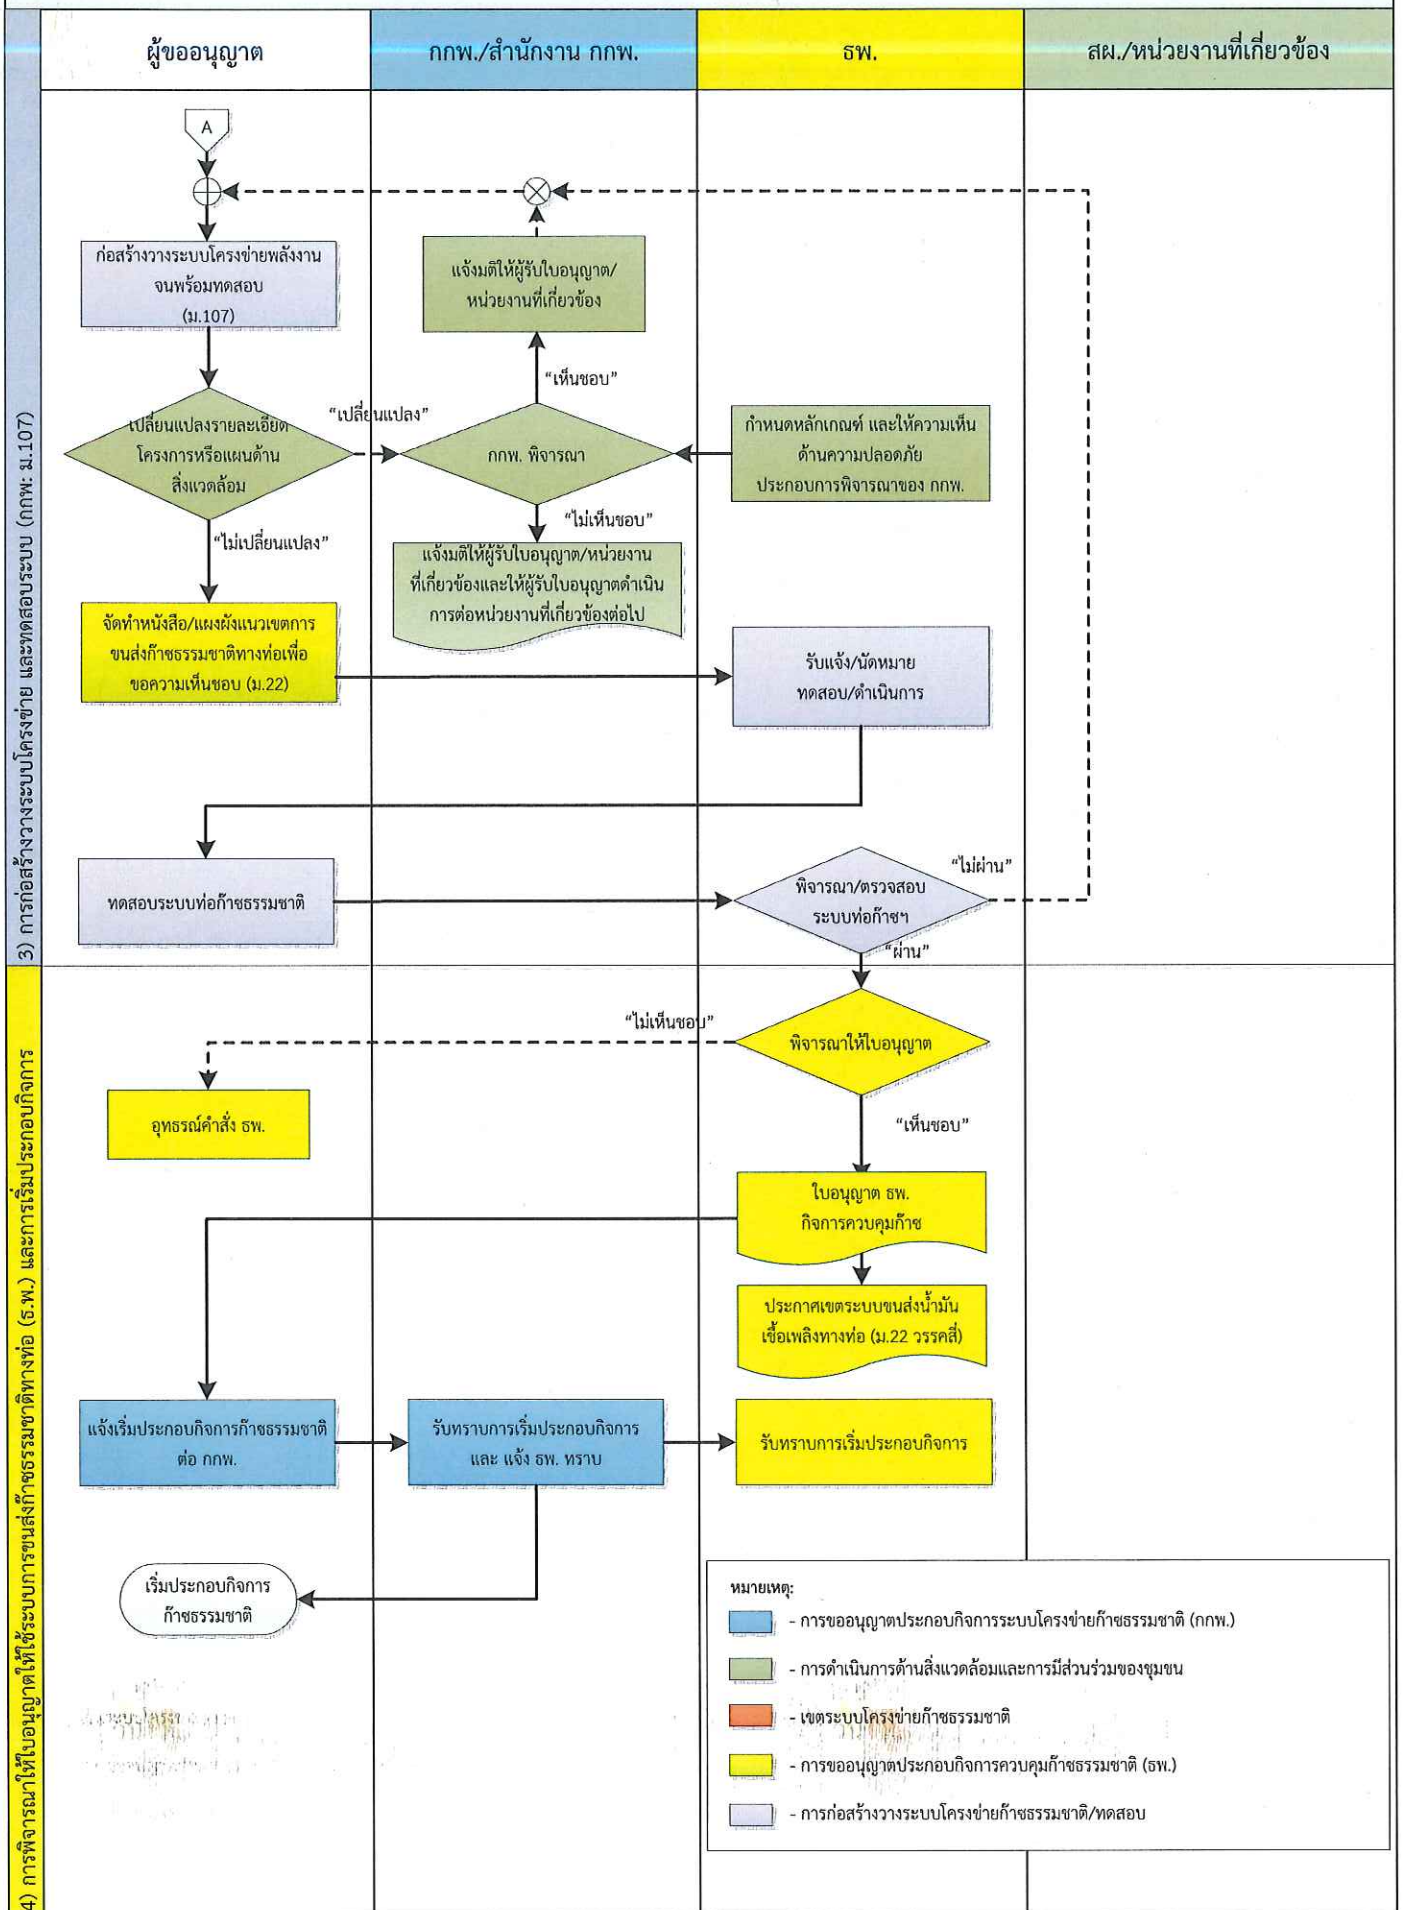 ผู้ขออนุญาต
กกพ./สำนักงาน กกพ.
ธพ.
สผ./หน่วยงานที่เกี่ยวข้อง
3) การก่อสร้างวางระบบโครงข่าย และทดสอบระบบ (กกพ: ม.107)
A
ก่อสร้างวางระบบโครงข่ายพลังงาน
จนพร้อมทดสอบ
(ม.107)
แจ้งมติให้ผู้รับใบอนุญาต/
หน่วยงานที่เกี่ยวข้อง
“เห็นชอบ”
เปลี่ยนแปลงรายละเอียด
โครงการหรือแผนด้าน
สิ่งแวดล้อม
“เปลี่ยนแปลง”
กกพ. พิจารณา
กำหนดหลักเกณฑ์ และให้ความเห็น
ด้านความปลอดภัย
ประกอบการพิจารณาของ กกพ.
“ไม่เห็นชอบ”
“ไม่เปลี่ยนแปลง”
แจ้งมติให้ผู้รับใบอนุญาต/หน่วยงาน
ที่เกี่ยวข้องและให้ผู้รับใบอนุญาตดำเนิน
การต่อหน่วยงานที่เกี่ยวข้องต่อไป
จัดทำหนังสือ/แผงผังแนวเขตการ
ขนส่งก๊าซธรรมชาติทางท่อเพื่อ
ขอความเห็นชอบ (ม.22)
รับแจ้ง/นัดหมาย
ทดสอบ/ดำเนินการ
ทดสอบระบบท่อก๊าซธรรมชาติ
พิจารณา/ตรวจสอบ
ระบบท่อก๊าซฯ
“ไม่ผ่าน”
“ผ่าน”
4) การพิจารณาให้ใบอนุญาตให้ใช้ระบบการขนส่งก๊าซธรรมชาติทางท่อ (ธ.พ.) และการเริ่มประกอบกิจการ
“ไม่เห็นชอบ”
พิจารณาให้ใบอนุญาต
อุทธรณ์คำสั่ง ธพ.
“เห็นชอบ”
ใบอนุญาต ธพ.
กิจการควบคุมก๊าซ
ประกาศเขตระบบขนส่งน้ำมัน
เชื้อเพลิงทางท่อ (ม.22 วรรคสี่)
แจ้งเริ่มประกอบกิจการก๊าซธรรมชาติ
ต่อ กกพ.
รับทราบการเริ่มประกอบกิจการ
และ แจ้ง ธพ. ทราบ
รับทราบการเริ่มประกอบกิจการ
เริ่มประกอบกิจการ
ก๊าซธรรมชาติ
หมายเหตุ:
- การขออนุญาตประกอบกิจการระบบโครงข่ายก๊าซธรรมชาติ (กกพ.)
- การดำเนินการด้านสิ่งแวดล้อมและการมีส่วนร่วมของชุมชน
- เขตระบบโครงข่ายก๊าซธรรมชาติ
- การขออนุญาตประกอบกิจการควบคุมก๊าซธรรมชาติ (ธพ.)
- การก่อสร้างวางระบบโครงข่ายก๊าซธรรมชาติ/ทดสอบ